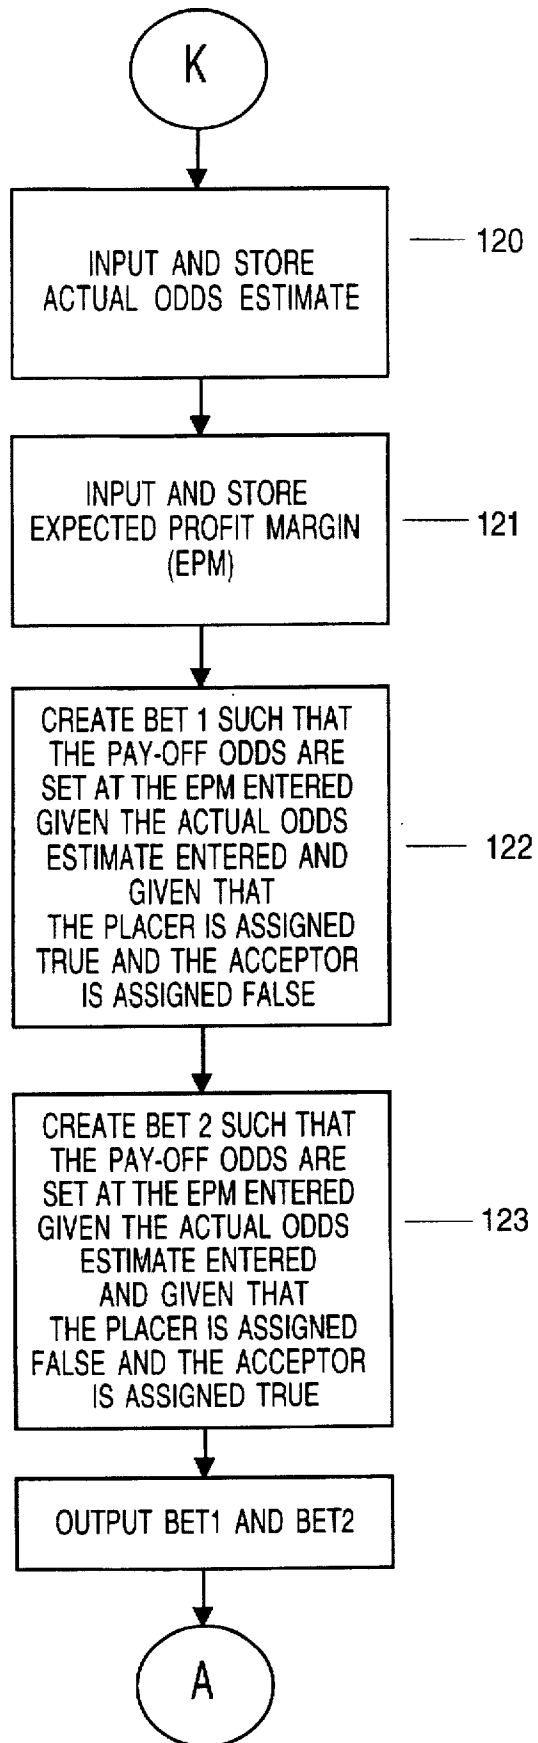 K
INPUT AND STORE
ACTUAL ODDS ESTIMATE
120
INPUT AND STORE
EXPECTED PROFIT MARGIN
(EPM)
121
CREATE BET 1 SUCH THAT
THE PAY-OFF ODDS ARE
SET AT THE EPM ENTERED
GIVEN THE ACTUAL ODDS
ESTIMATE ENTERED AND
GIVEN THAT
THE PLACER IS ASSIGNED
TRUE AND THE ACCEPTOR
IS ASSIGNED FALSE
122
CREATE BET 2 SUCH THAT
THE PAY-OFF ODDS ARE
SET AT THE EPM ENTERED
GIVEN THE ACTUAL ODDS
ESTIMATE ENTERED
AND GIVEN THAT
THE PLACER IS ASSIGNED
FALSE AND THE ACCEPTOR
IS ASSIGNED TRUE
123
OUTPUT BET1 AND BET2
A